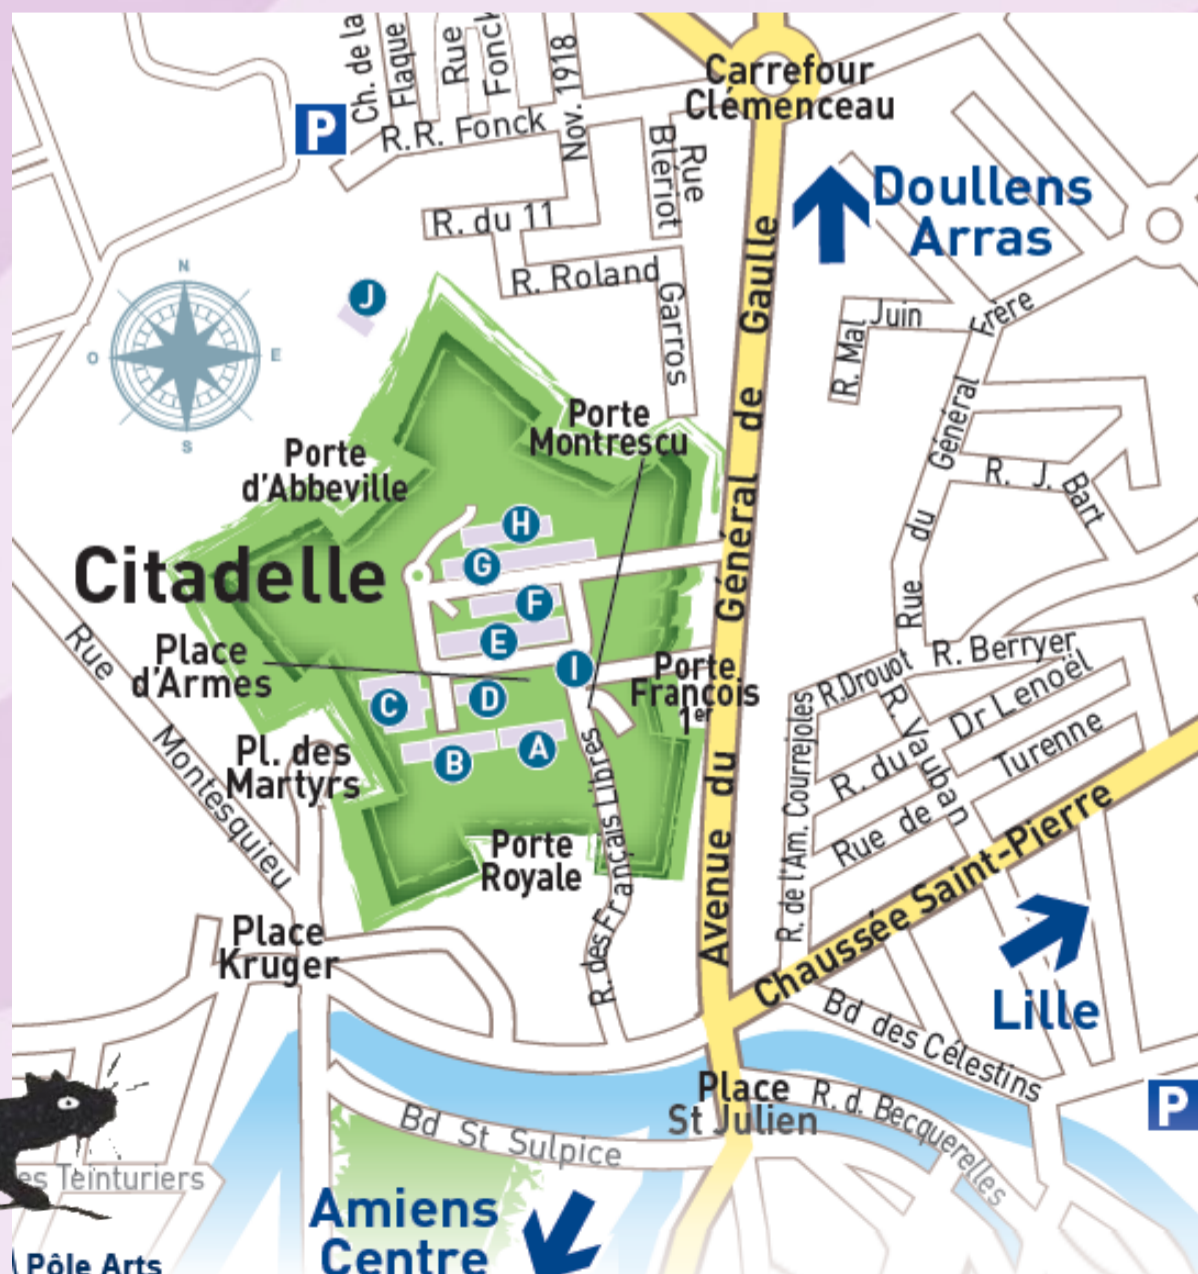 Ch. de la
Flaque
Rue
Fonck
Nov. 1918
Carrefour
Clémenceau
P
R.R. Fonck
Rue
Blériot
Doullens
Arras
R. du 11
R. Roland
Garros
N
O
E
S
J
R. Mal
Juin
Frère
Porte
Montrescu
Porte
d'Abbeville
R. J. Bart
H
G
F
E
I
D
C
B
A
Citadelle
Avenue du Général de Gaulle
Rue du Général
Place
d'Armes
Porte
François
1er
R. Berryer
R.Drouot
R. Vauban
R. du Dr Lenoël
Rue de Turenne
R. de l'Am. Courrejoles
Rue Montesquieu
Pl. des
Martyrs
Porte
Royale
R. des Français Libres
Chaussée Saint-Pierre
Place
Kruger
Lille
Bd des Célestins
Place
St Julien
R. d. Becquerelles
P
Bd St Sulpice
es Teinturiers
Amiens
Centre
Pôle Arts